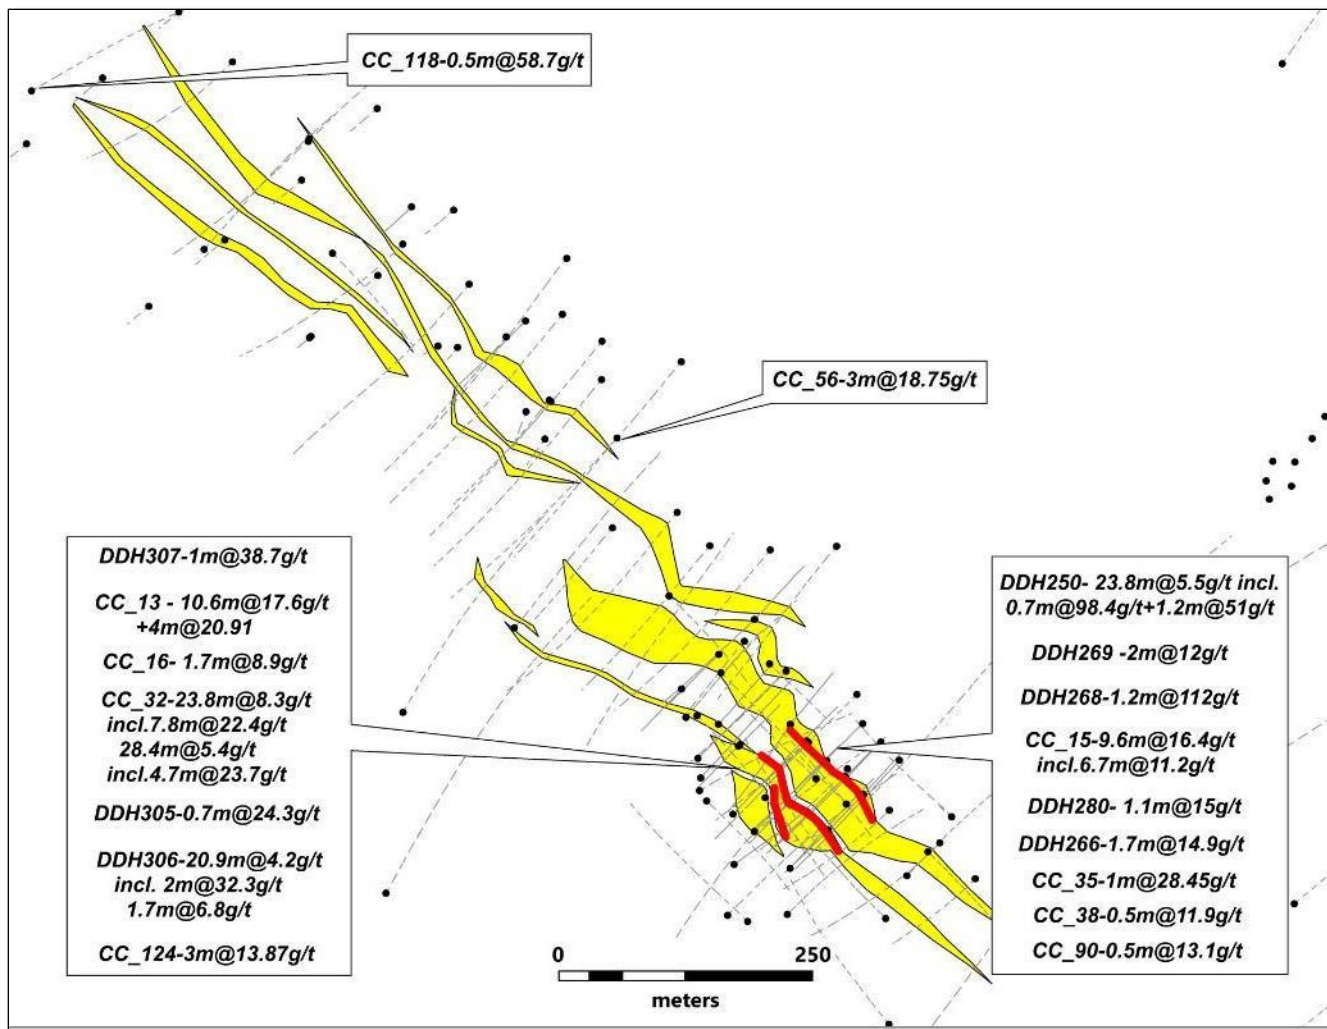 CC_118-0.5m@58.7g/t
CC_56-3m@18.75g/t
DDH307-1m@38.7g/t
CC_13 - 10.6m@17.6g/t
+4m@20.91
CC_16- 1.7m@8.9g/t
CC_32-23.8m@8.3g/t
incl.7.8m@22.4g/t
28.4m@5.4g/t
incl.4.7m@23.7g/t
DDH305-0.7m@24.3g/t
DDH306-20.9m@4.2g/t
incl. 2m@32.3g/t
1.7m@6.8g/t
CC_124-3m@13.87g/t
DDH250- 23.8m@5.5g/t incl.
0.7m@98.4g/t+1.2m@51g/t
DDH269 -2m@12g/t
DDH268-1.2m@112g/t
CC_15-9.6m@16.4g/t
incl.6.7m@11.2g/t
DDH280- 1.1m@15g/t
DDH266-1.7m@14.9g/t
CC_35-1m@28.45g/t
CC_38-0.5m@11.9g/t
CC_90-0.5m@13.1g/t
0 250
meters